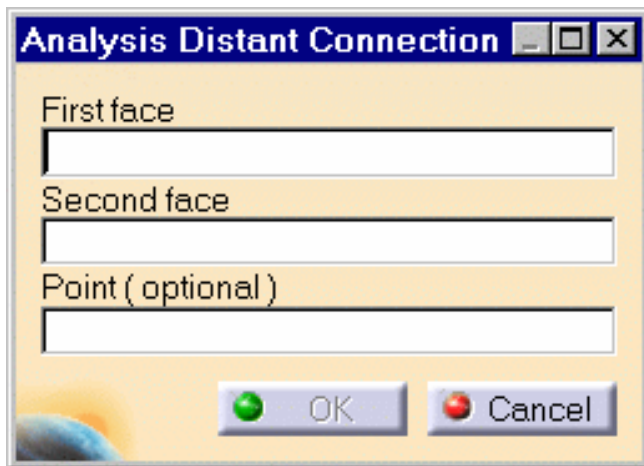 Analysis Distant Connection
First face
Second face
Point ( optional )
OK Cancel